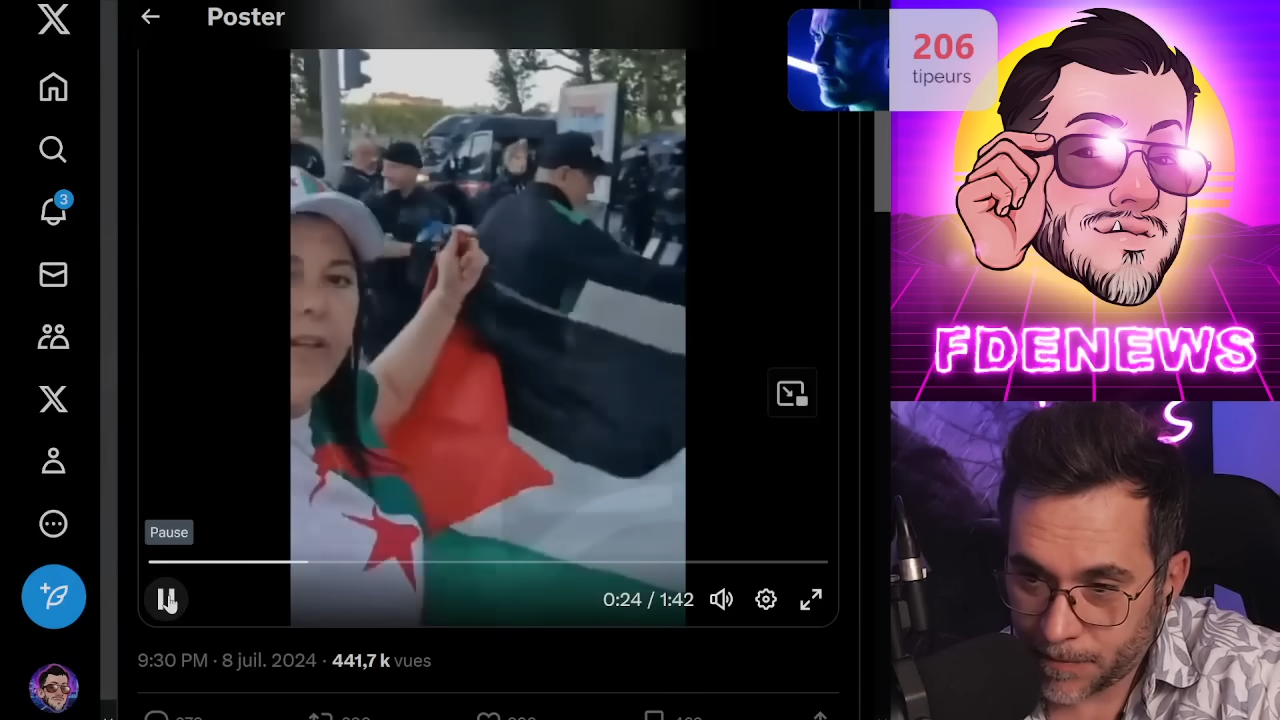 Poster
206
tipeurs
3
FDENEWS
S
Pause
0:24 / 1:42
9:30 PM · 8 juil. 2024 · 441,7 k vues